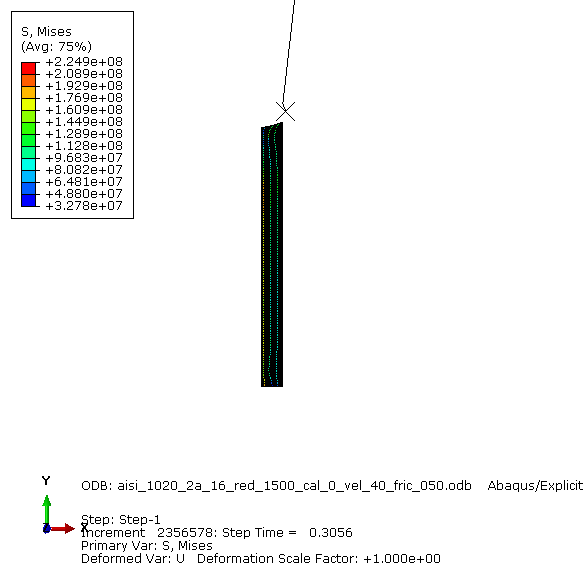 S, Mises
(Avg: 75%)
+2.249e+08
+2.089e+08
+1.929e+08
+1.769e+08
+1.609e+08
+1.449e+08
+1.289e+08
+1.128e+08
+9.683e+07
+8.082e+07
+6.481e+07
+4.880e+07
+3.278e+07
Y
X
ODB: aisi_1020_2a_16_red_1500_cal_0_vel_40_fric_050.odb Abaqus/Explicit
Step: Step-1
Increment 2356578: Step Time = 0.3056
Primary Var: S, Mises
Deformed Var: U Deformation Scale Factor: +1.000e+00